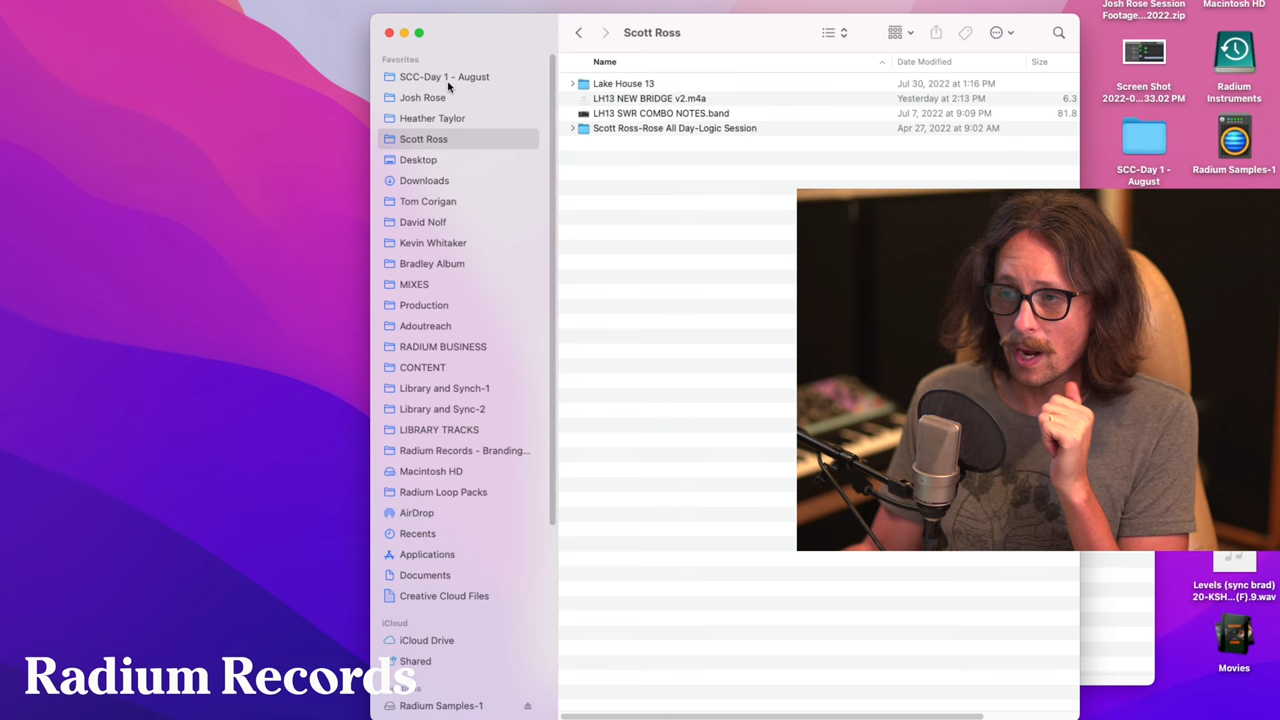 Favorites
SCC-Day 1 - August
Josh Rose
Heather Taylor
Scott Ross
Desktop
Downloads
Tom Corigan
David Nolf
Kevin Whitaker
Bradley Album
MIXES
Production
Adoutreach
RADIUM BUSINESS
CONTENT
Library and Synch-1
Library and Sync-2
LIBRARY TRACKS
Radium Records - Branding...
Macintosh HD
Radium Loop Packs
AirDrop
Recents
Applications
Documents
Creative Cloud Files
iCloud
iCloud Drive
Shared
Radium Samples-1
Scott Ross
Name Date Modified Size
Lake House 13 Jul 30, 2022 at 1:16 PM
LH13 NEW BRIDGE v2.m4a Yesterday at 2:13 PM 6.3
LH13 SWR COMBO NOTES.band Jul 7, 2022 at 9:09 PM 81.8
Scott Ross-Rose All Day-Logic Session Apr 27, 2022 at 9:02 AM
Josh Rose Session
Footage...2022.zip
Macintosh HD
Screen Shot
2022-0...33.02 PM
Radium
Instruments
SCC-Day 1 -
August
Radium Samples-1
Levels (sync brad)
20-KSH...(F).9.wav
Movies
Radium Records